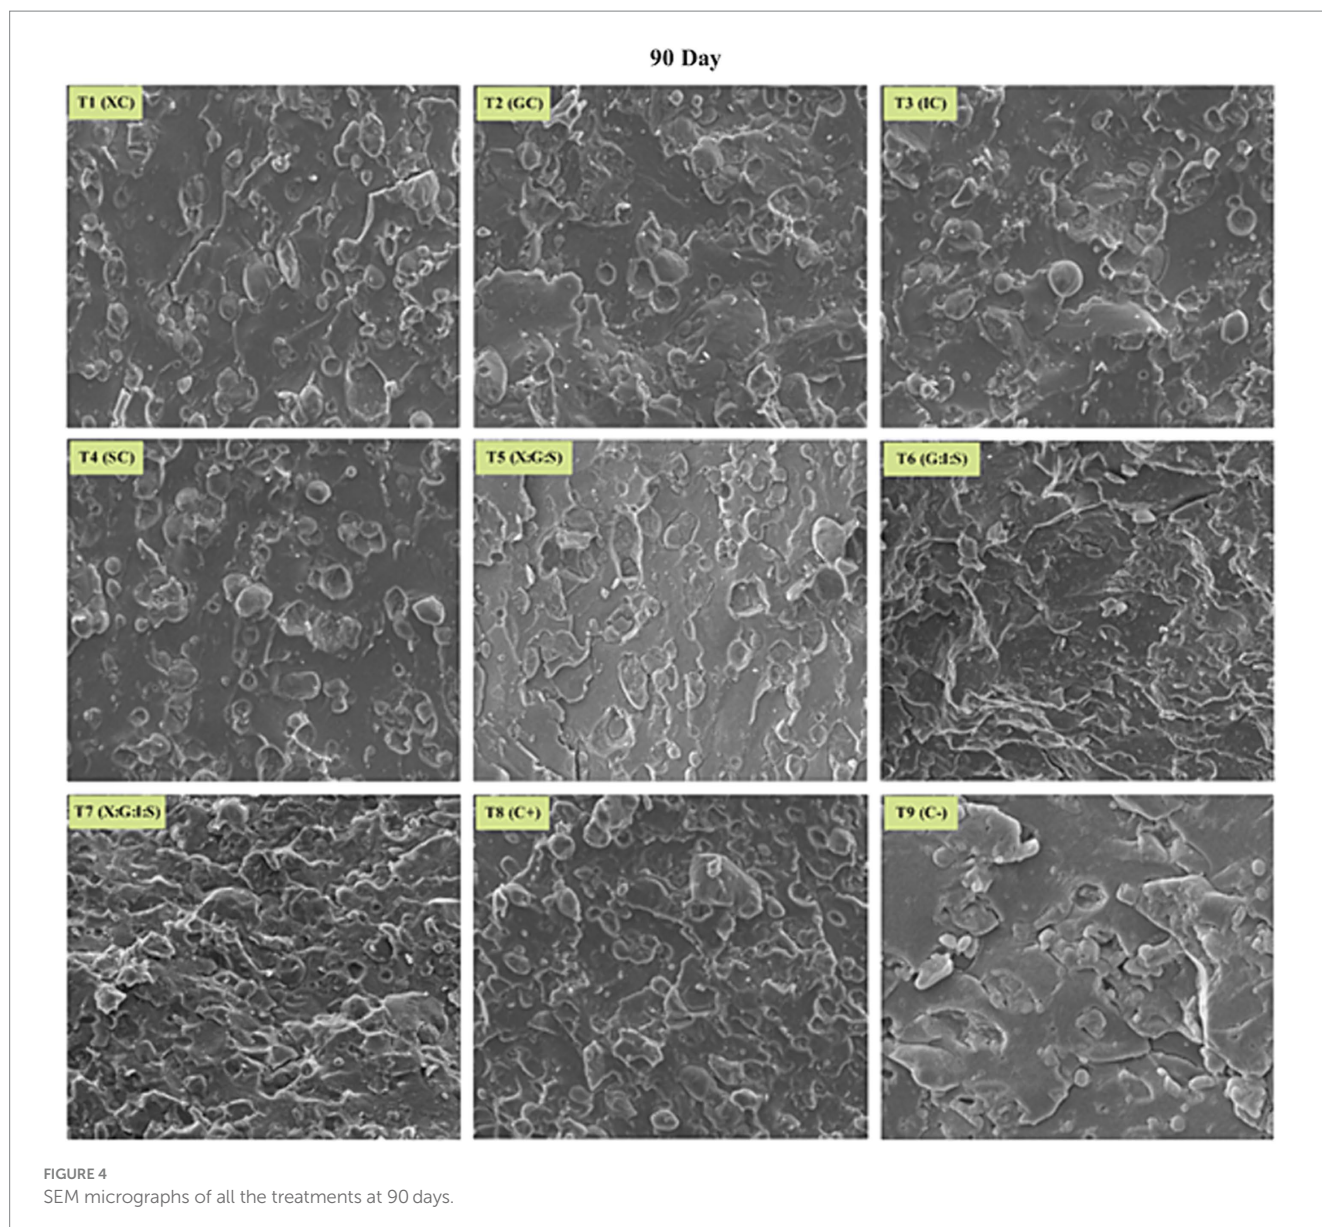 90 Day
T1 (XC)
T2 (GC)
T3 (IC)
T4 (SC)
T5 (X:G:S)
T6 (G:I:S)
T7 (X:G:I:S)
T8 (C+)
T9 (C-)
FIGURE 4
SEM micrographs of all the treatments at 90 days.